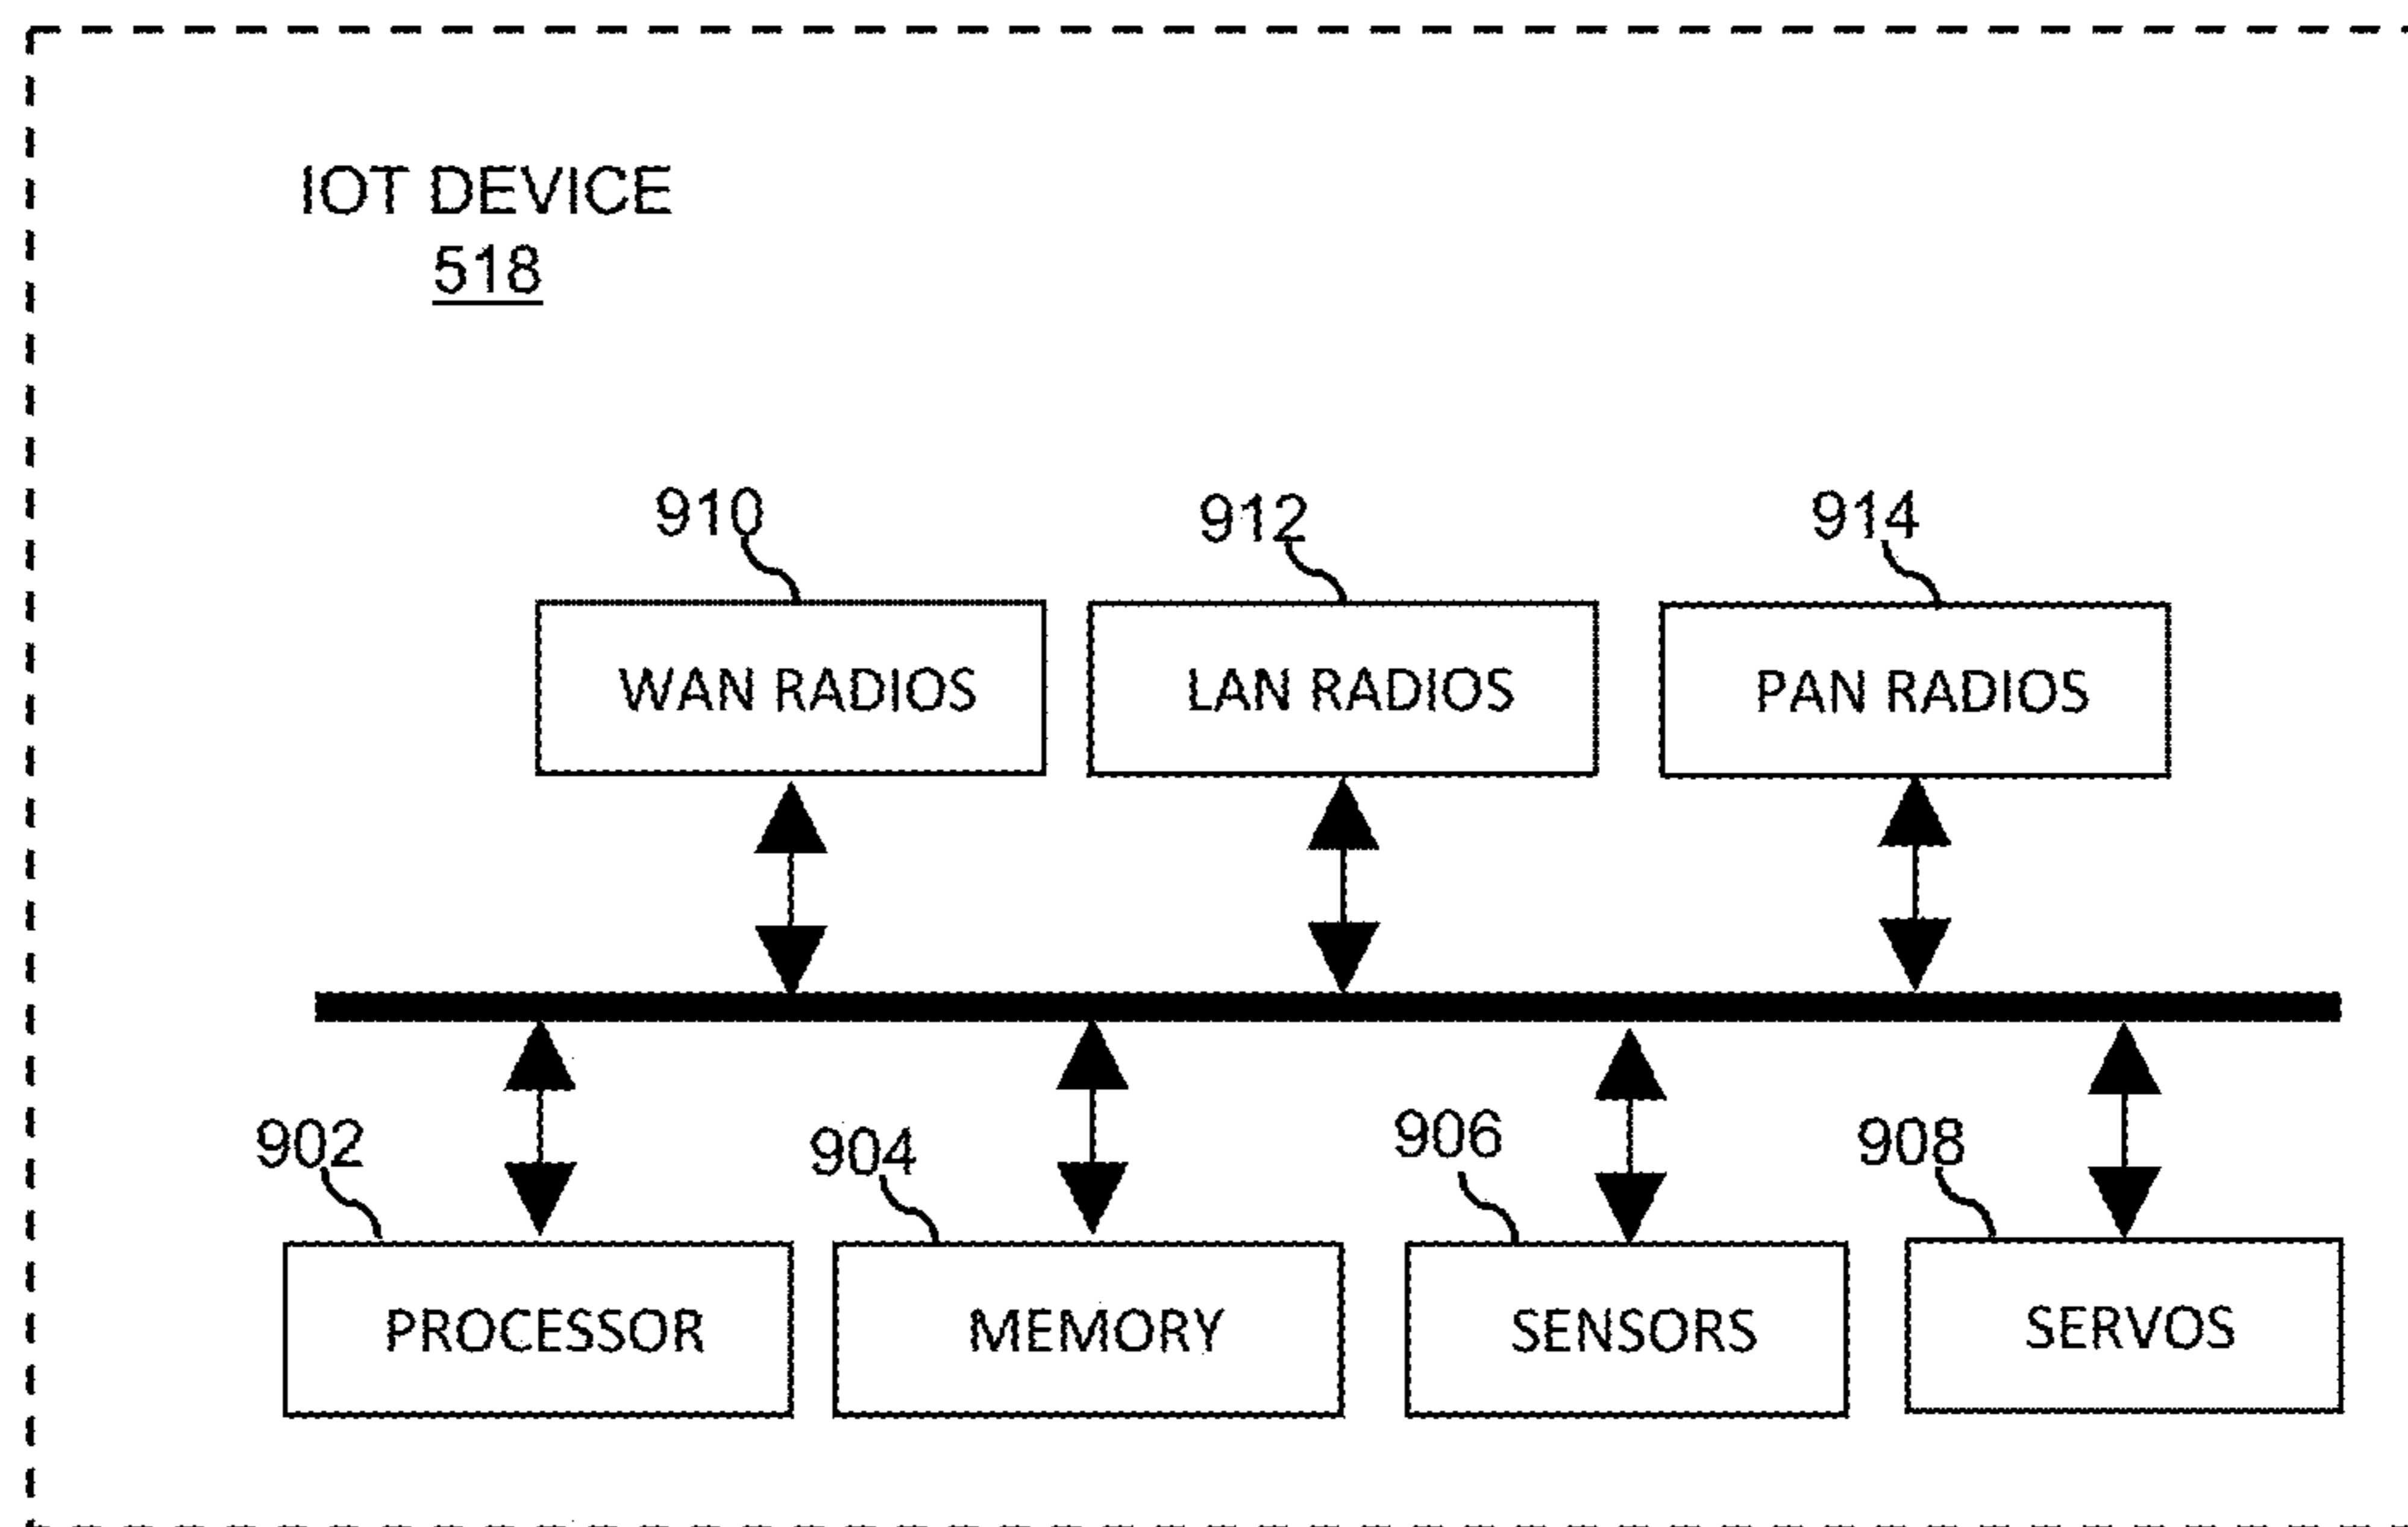 IOT DEVICE
518
910
912
914
WAN RADIOS
LAN RADIOS
PAN RADIOS
902
904
906
908
PROCESSOR
MEMORY
SENSORS
SERVOS